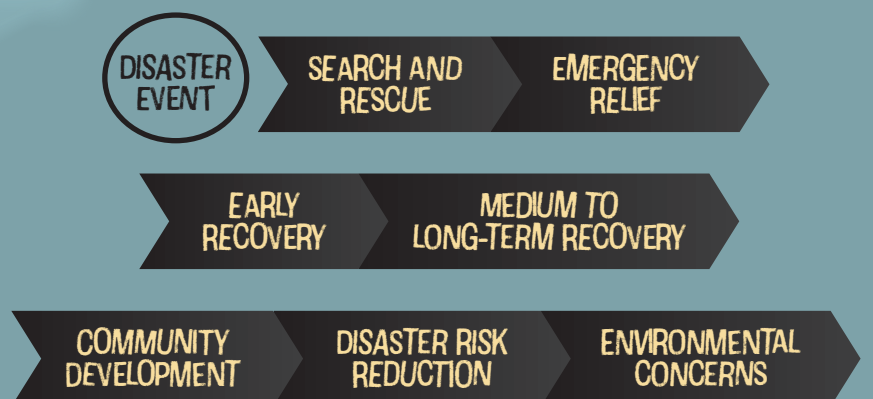 DISASTER
EVENT
SEARCH AND
RESCUE
EMERGENCY
RELIEF
EARLY
RECOVERY
MEDIUM TO
LONG-TERM RECOVERY
COMMUNITY
DEVELOPMENT
DISASTER RISK
REDUCTION
ENVIRONMENTAL
CONCERNS